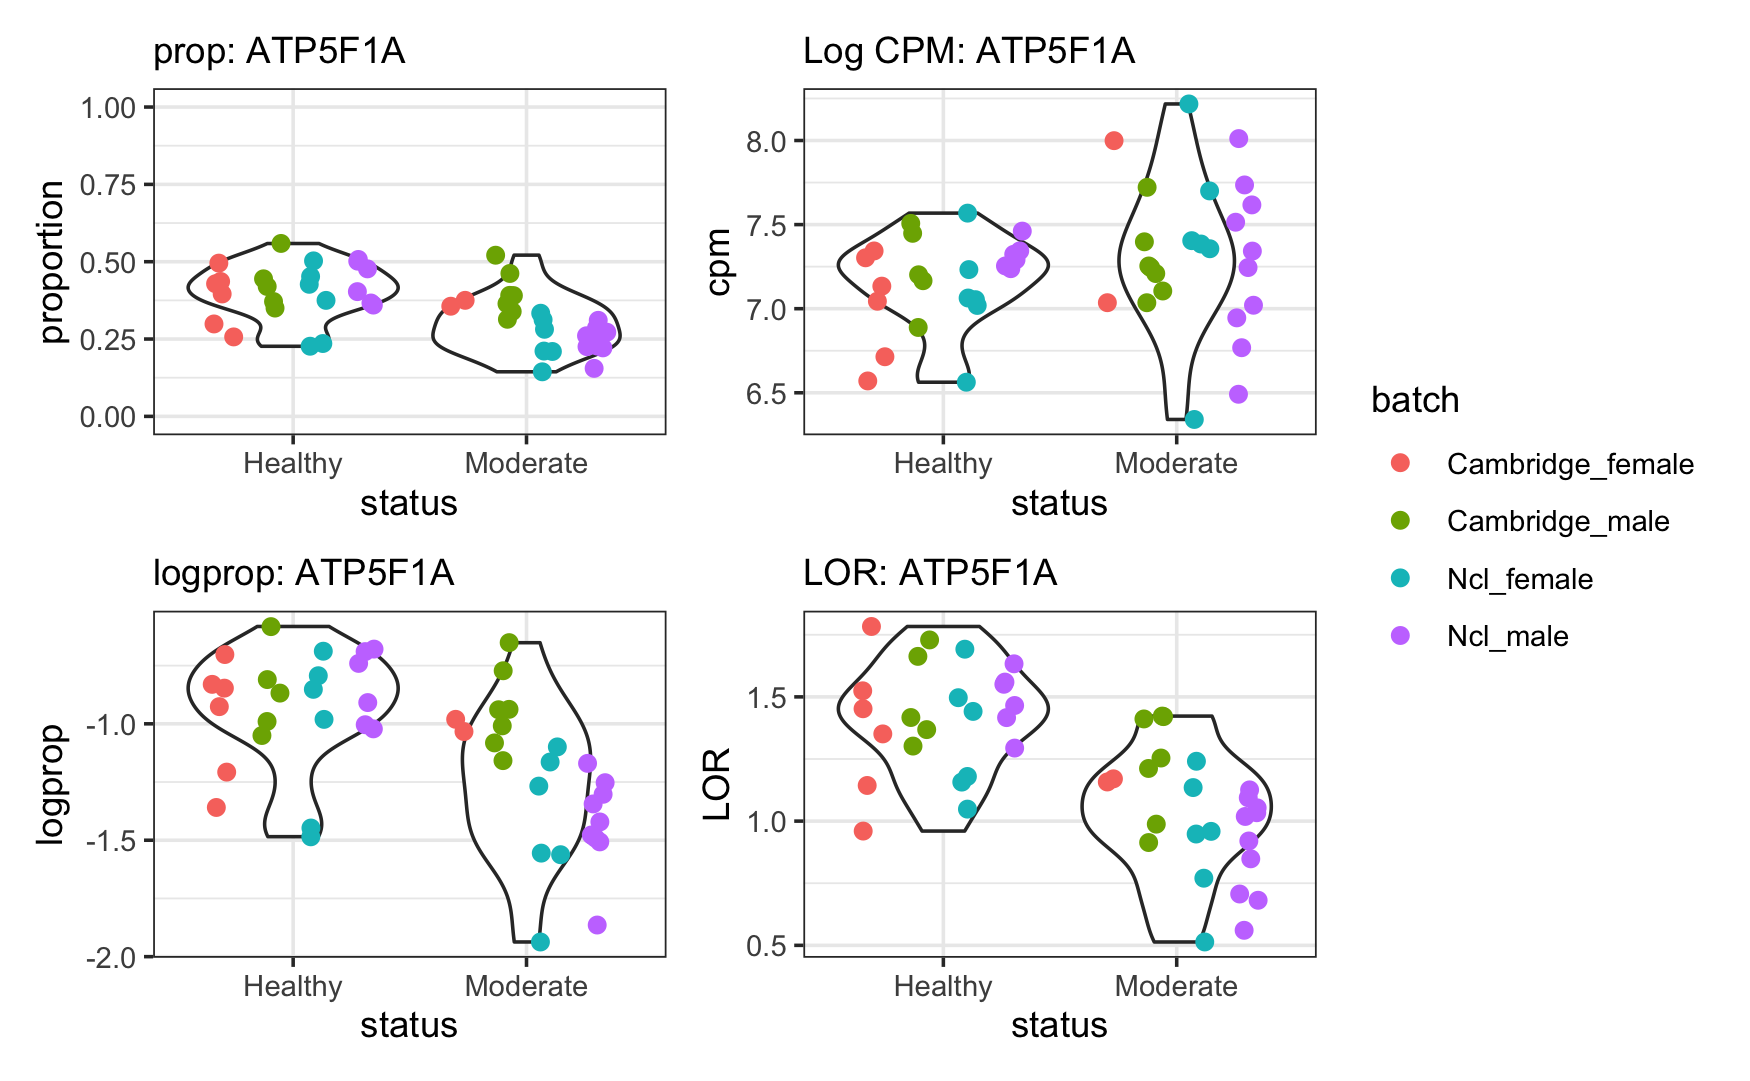 prop: ATP5F1A
1.00
0.75
0.50
0.25
0.00
proportion
Healthy
Moderate
status
Log CPM: ATP5F1A
8.0
7.5
7.0
6.5
cpm
Healthy
Moderate
status
logprop: ATP5F1A
-1.0
-1.5
-2.0
logprop
Healthy
Moderate
status
LOR: ATP5F1A
1.5
1.0
0.5
LOR
Healthy
Moderate
status
batch
Cambridge_female
Cambridge_male
Ncl_female
Ncl_male